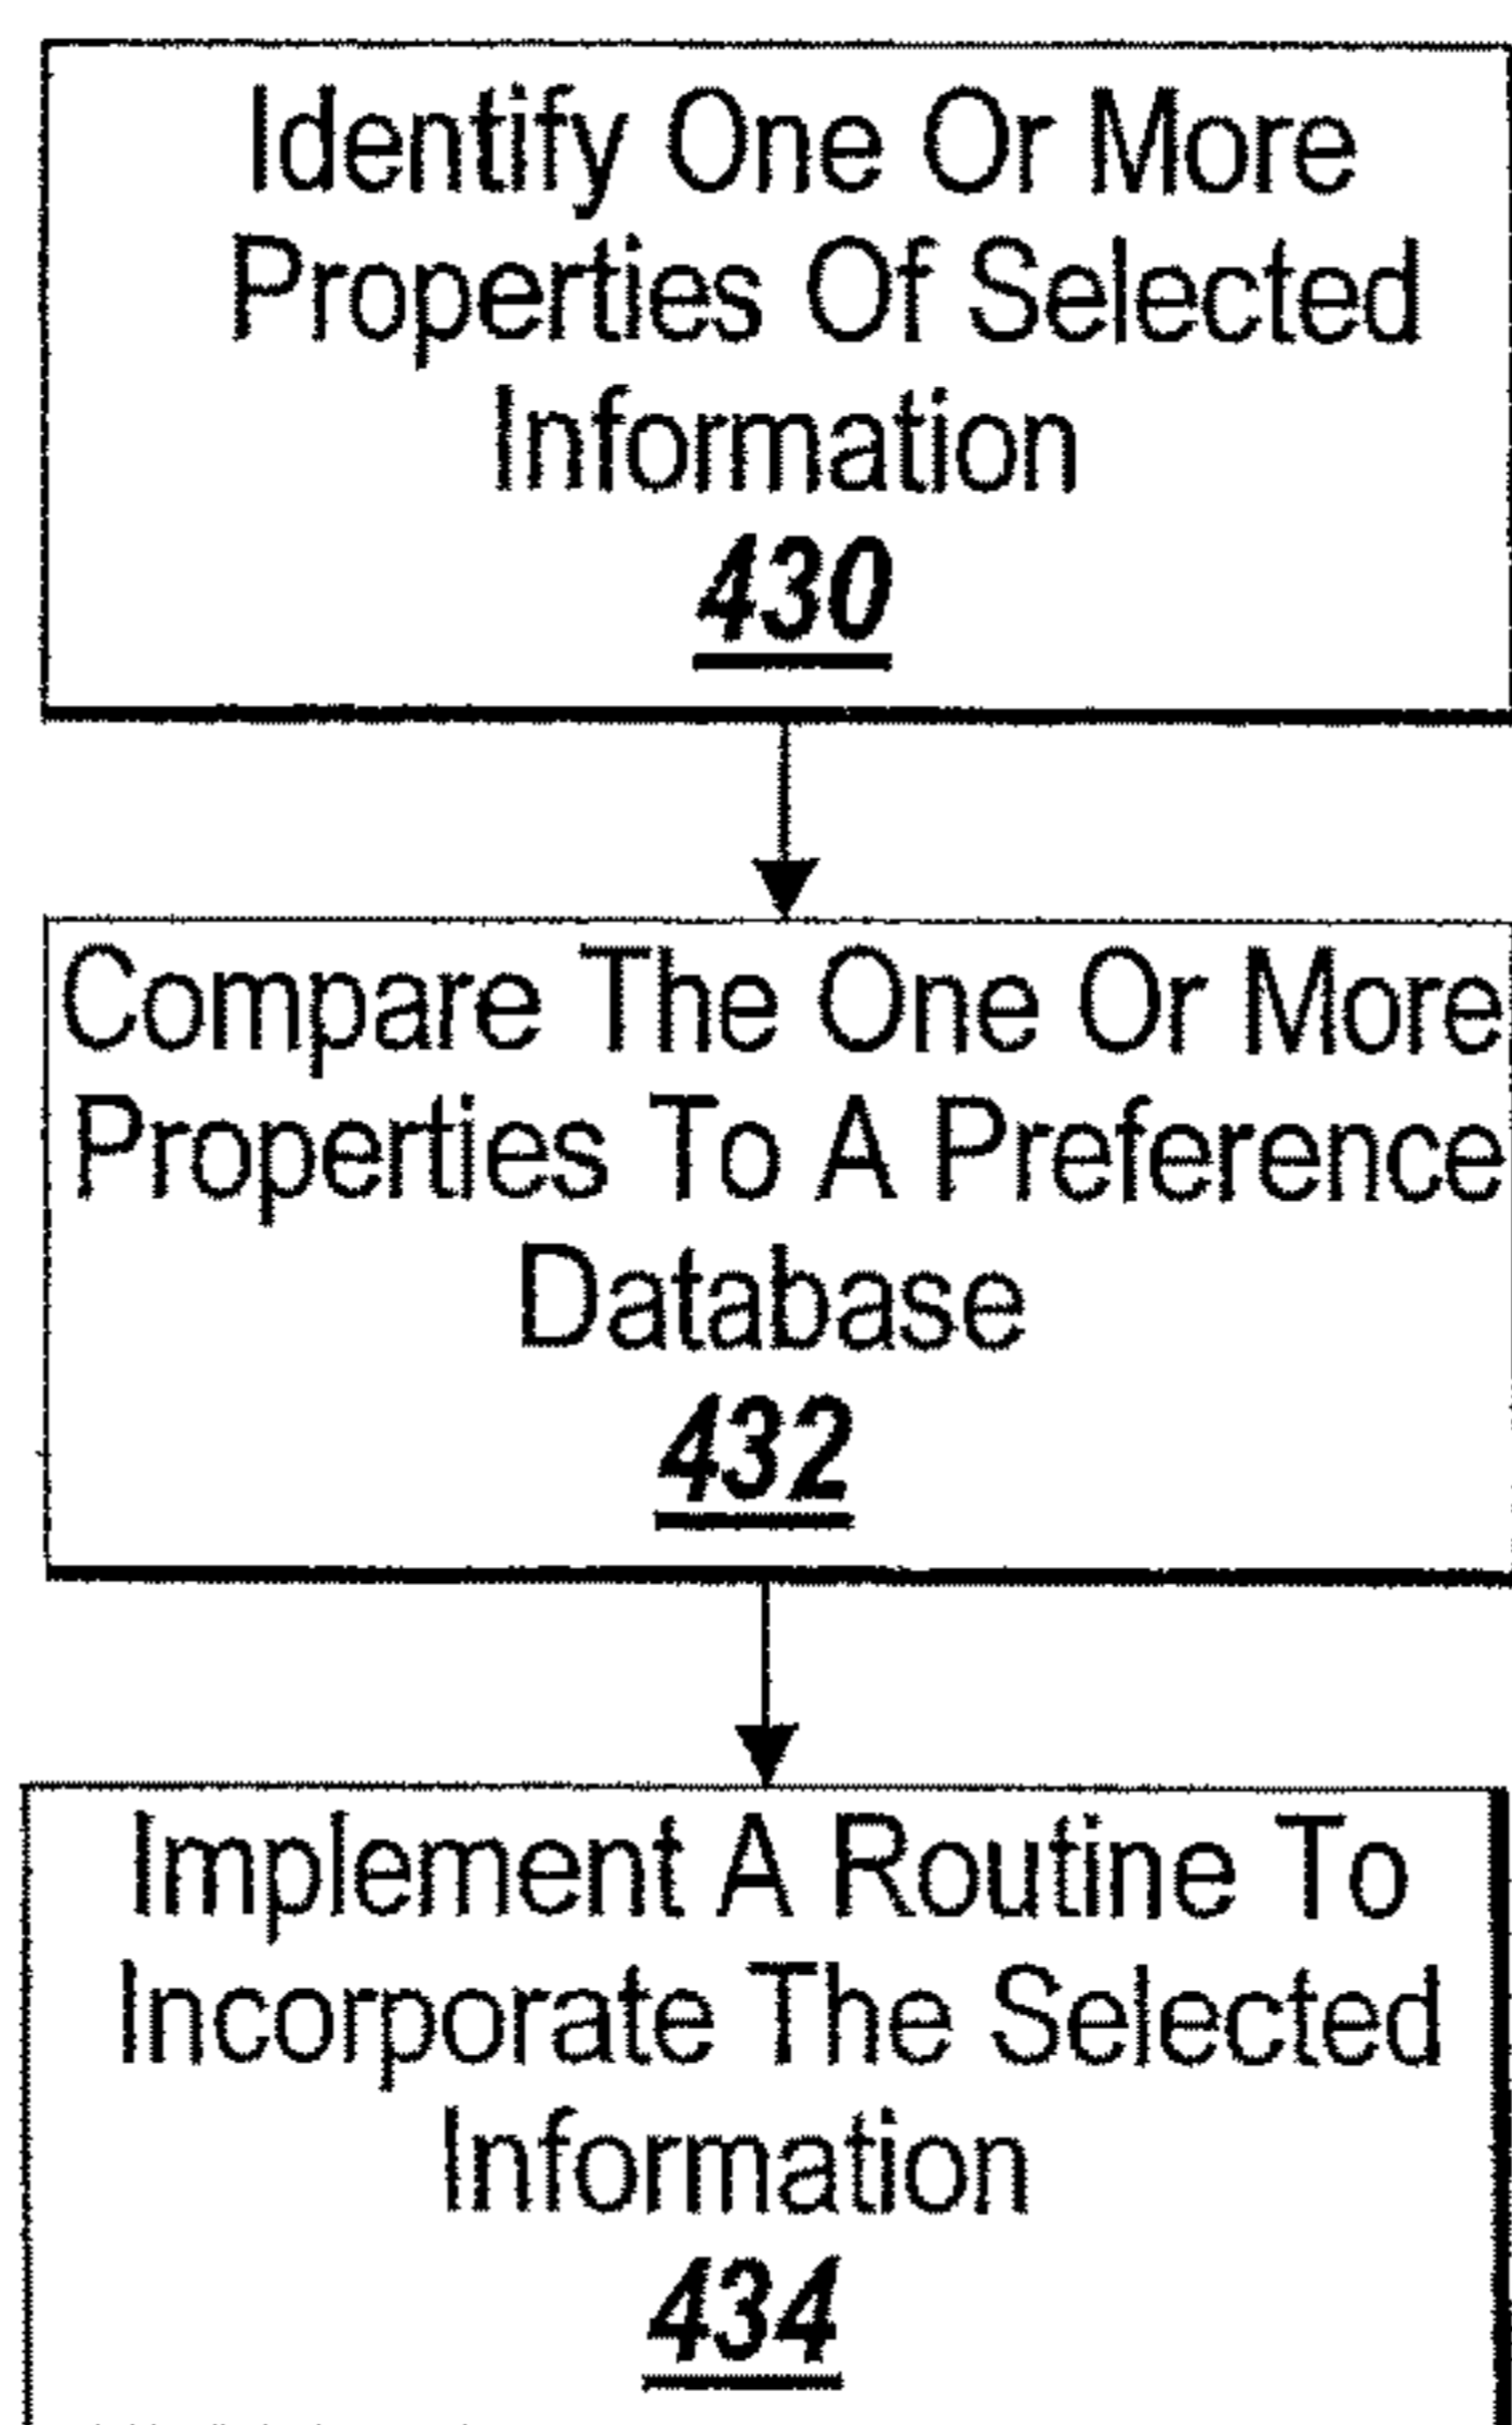 Identify One Or More
Properties Of Selected
Information
430
Compare The One Or More
Properties To A Preference
Database
432
Implement A Routine To
Incorporate The Selected
Information
434